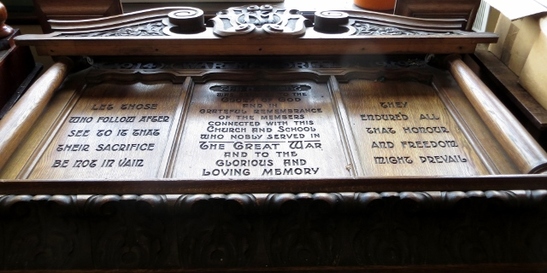 LET THOSE
WHO FOLLOW AFTER
SEE TO IT THAT
THEIR SACRIFICE
BE NOT IN VAIN
GOD
AND IN
GRATEFUL REMEMBRANCE
OF THE MEMBERS
CONNECTED WITH THIS
CHURCH AND SCHOOL
WHO NOBLY SERVED IN
THE GREAT WAR
AND TO THE
GLORIOUS AND
LOVING MEMORY
THEY
ENDURED ALL
THAT HONOUR
AND FREEDOM
MIGHT PREVAIL